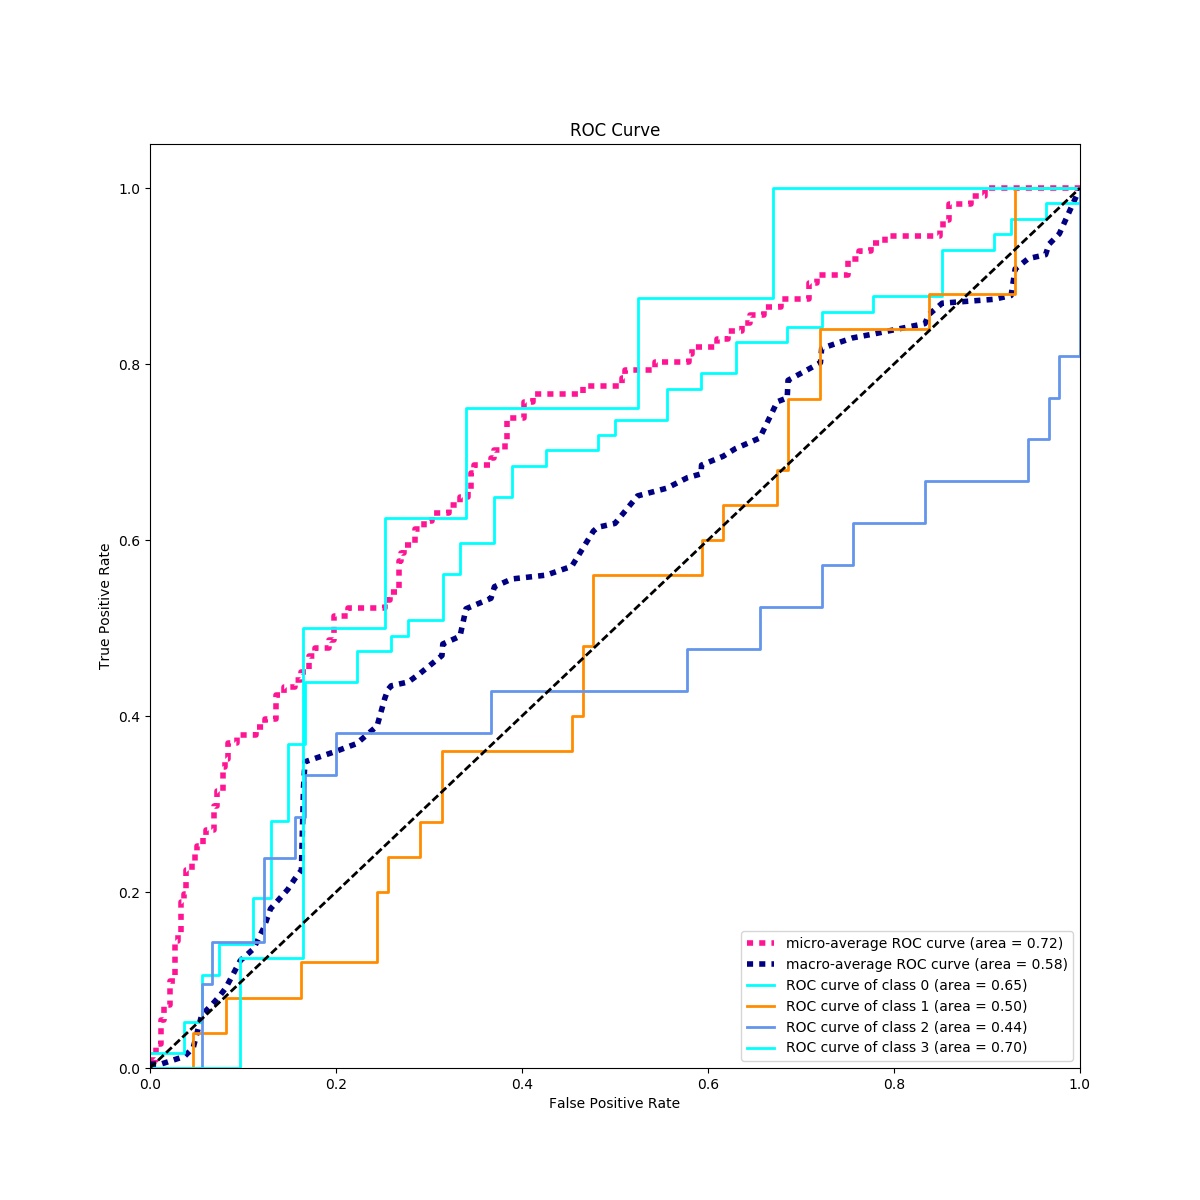 ROC Curve
True Positive Rate
1.0
0.8
0.6
0.4
0.2
0.0
micro-average ROC curve (area = 0.72)
macro-average ROC curve (area = 0.58)
ROC curve of class 0 (area = 0.65)
ROC curve of class 1 (area = 0.50)
ROC curve of class 2 (area = 0.44)
ROC curve of class 3 (area = 0.70)
0.0 0.2 0.4 0.6 0.8 1.0
False Positive Rate